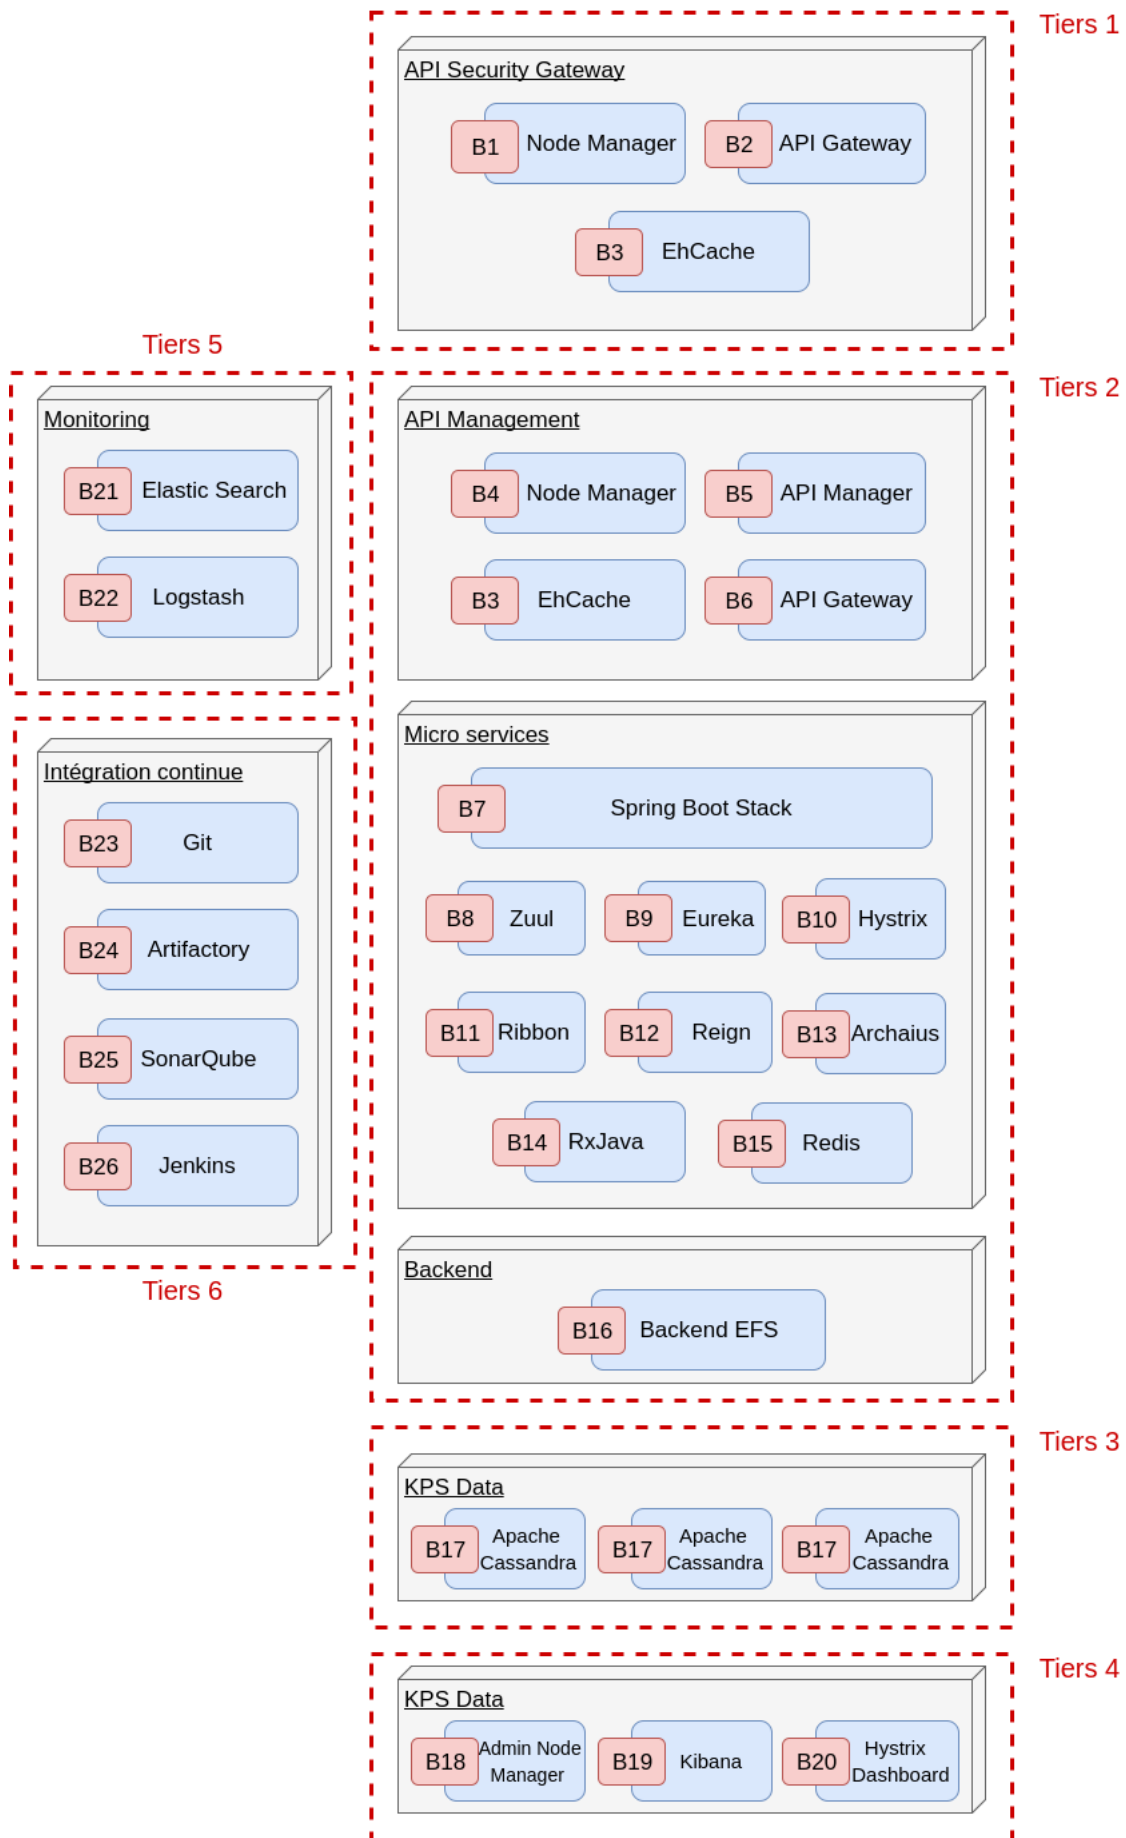 Tiers 1
API Security Gateway
B1
Node Manager
B2
API Gateway
B3
EhCache
Tiers 5
Monitoring
B21
Elastic Search
B22
Logstash
Tiers 2
API Management
B4
Node Manager
B5
API Manager
B3
EhCache
B6
API Gateway
Micro services
B7
Spring Boot Stack
B8
Zuul
B9
Eureka
B10
Hystrix
B11
Ribbon
B12
Reign
B13
Archaius
B14
RxJava
B15
Redis
Intégration continue
B23
Git
B24
Artifactory
B25
SonarQube
B26
Jenkins
Tiers 6
Backend
B16
Backend EFS
Tiers 3
KPS Data
B17
Apache
Cassandra
B17
Apache
Cassandra
B17
Apache
Cassandra
Tiers 4
KPS Data
B18
Admin Node
Manager
B19
Kibana
B20
Hystrix
Dashboard